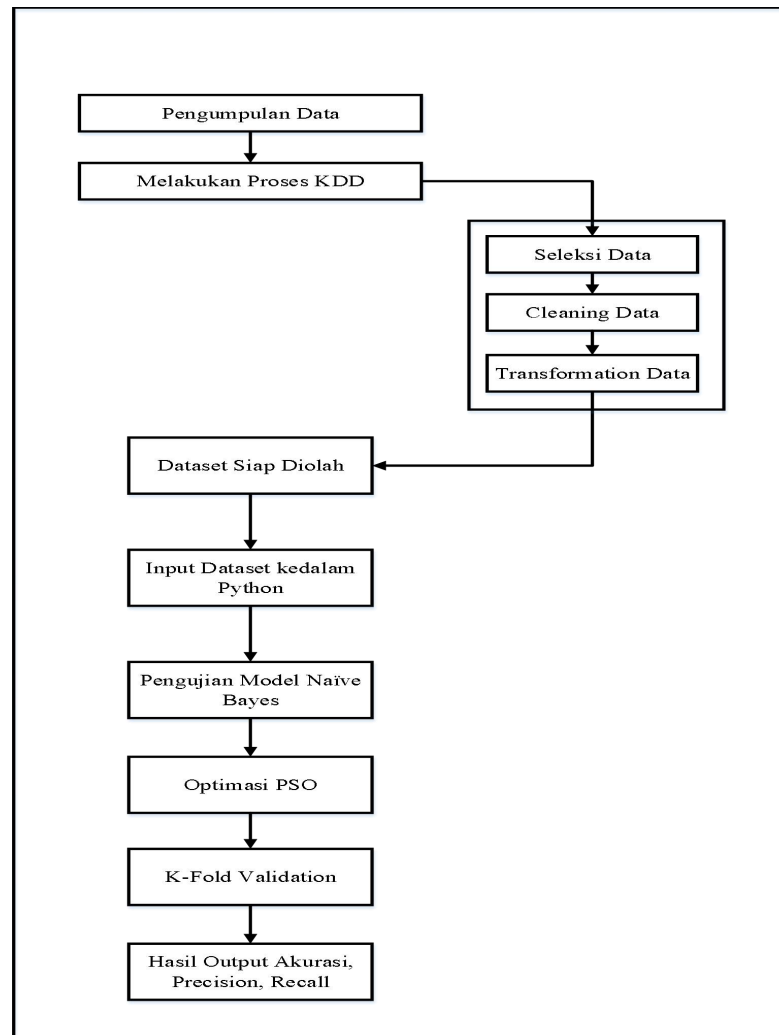 Pengumpulan Data
Melakukan Proses KDD
Seleksi Data
Cleaning Data
Transformation Data
Dataset Siap Diolah
Input Dataset kedalam
Python
Pengujian Model Naïve
Bayes
Optimasi PSO
K-Fold Validation
Hasil Output Akurasi,
Precision, Recall